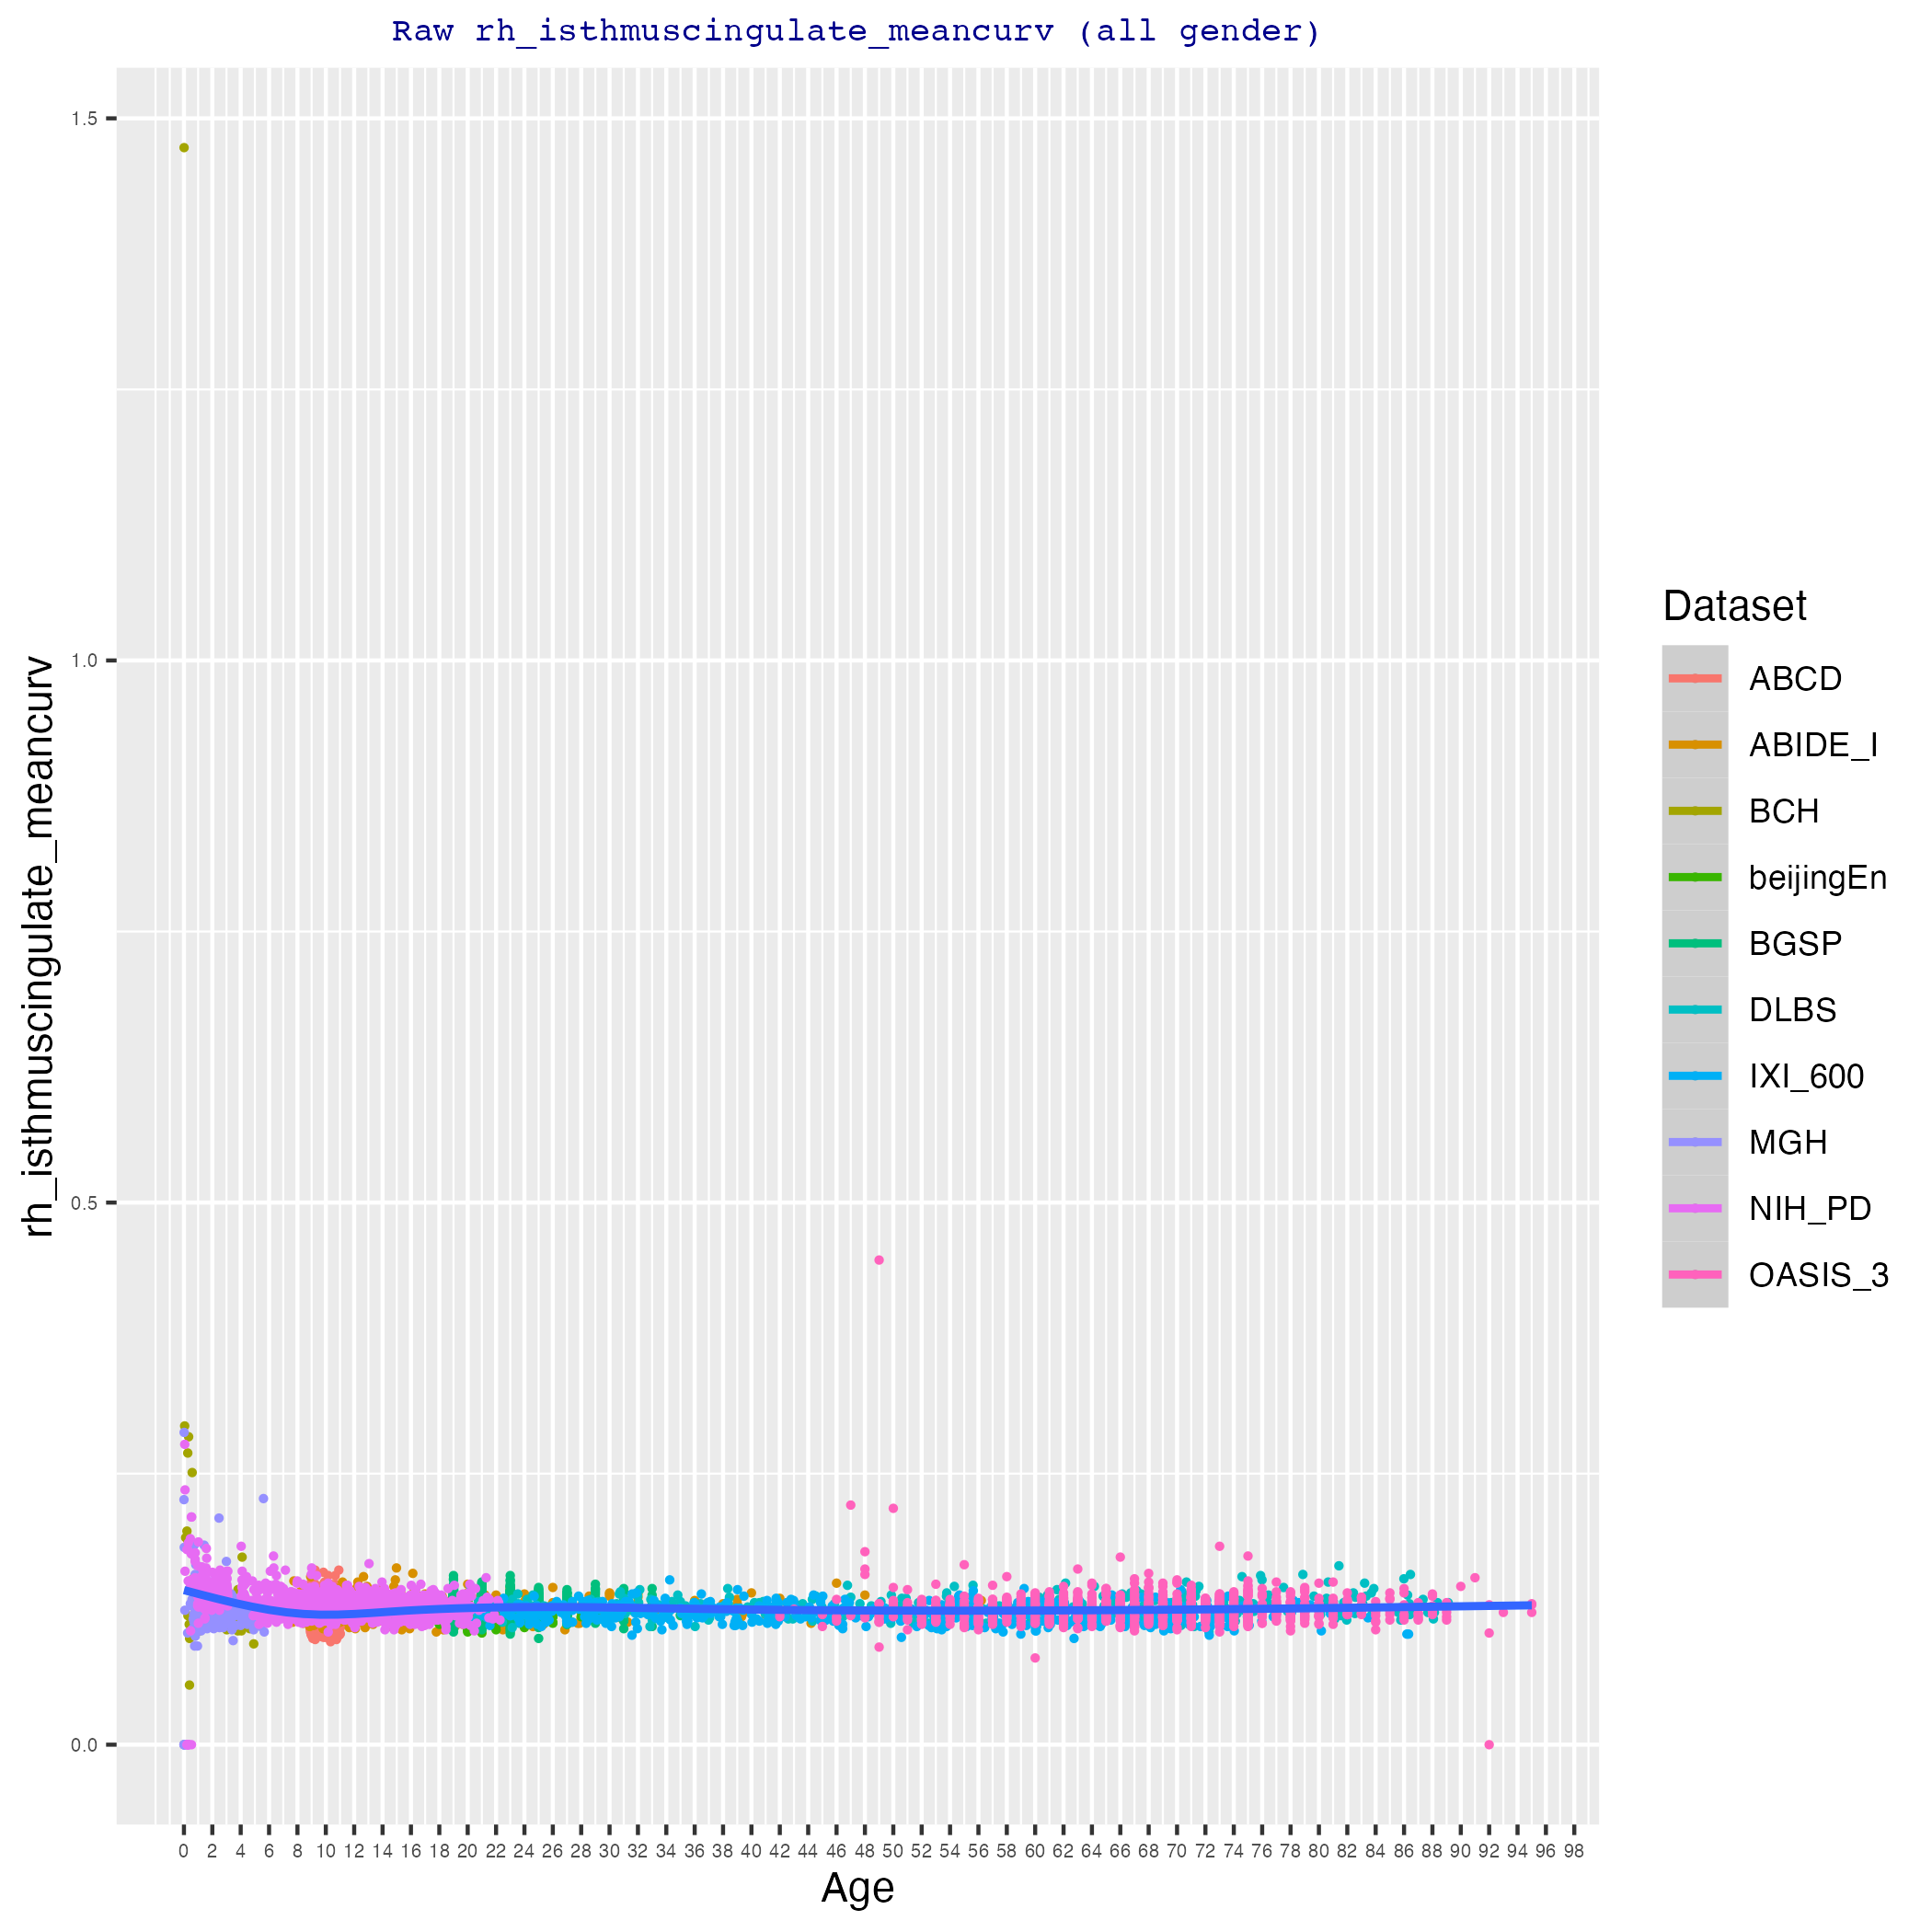 Raw rh_isthmuscingulate_meancurv (all gender)
rh_isthmuscingulate_meancurv
1.5
1.0
0.5
0.0
0 2 4 6 8 10 12 14 16 18 20 22 24 26 28 30 32 34 36 38 40 42 44 46 48 50 52 54 56 58 60 62 64 66 68 70 72 74 76 78 80 82 84 86 88 90 92 94 96 98
Age
Dataset
ABCD
ABIDE_I
BCH
beijingEn
BGSP
DLBS
IXI_600
MGH
NIH_PD
OASIS_3